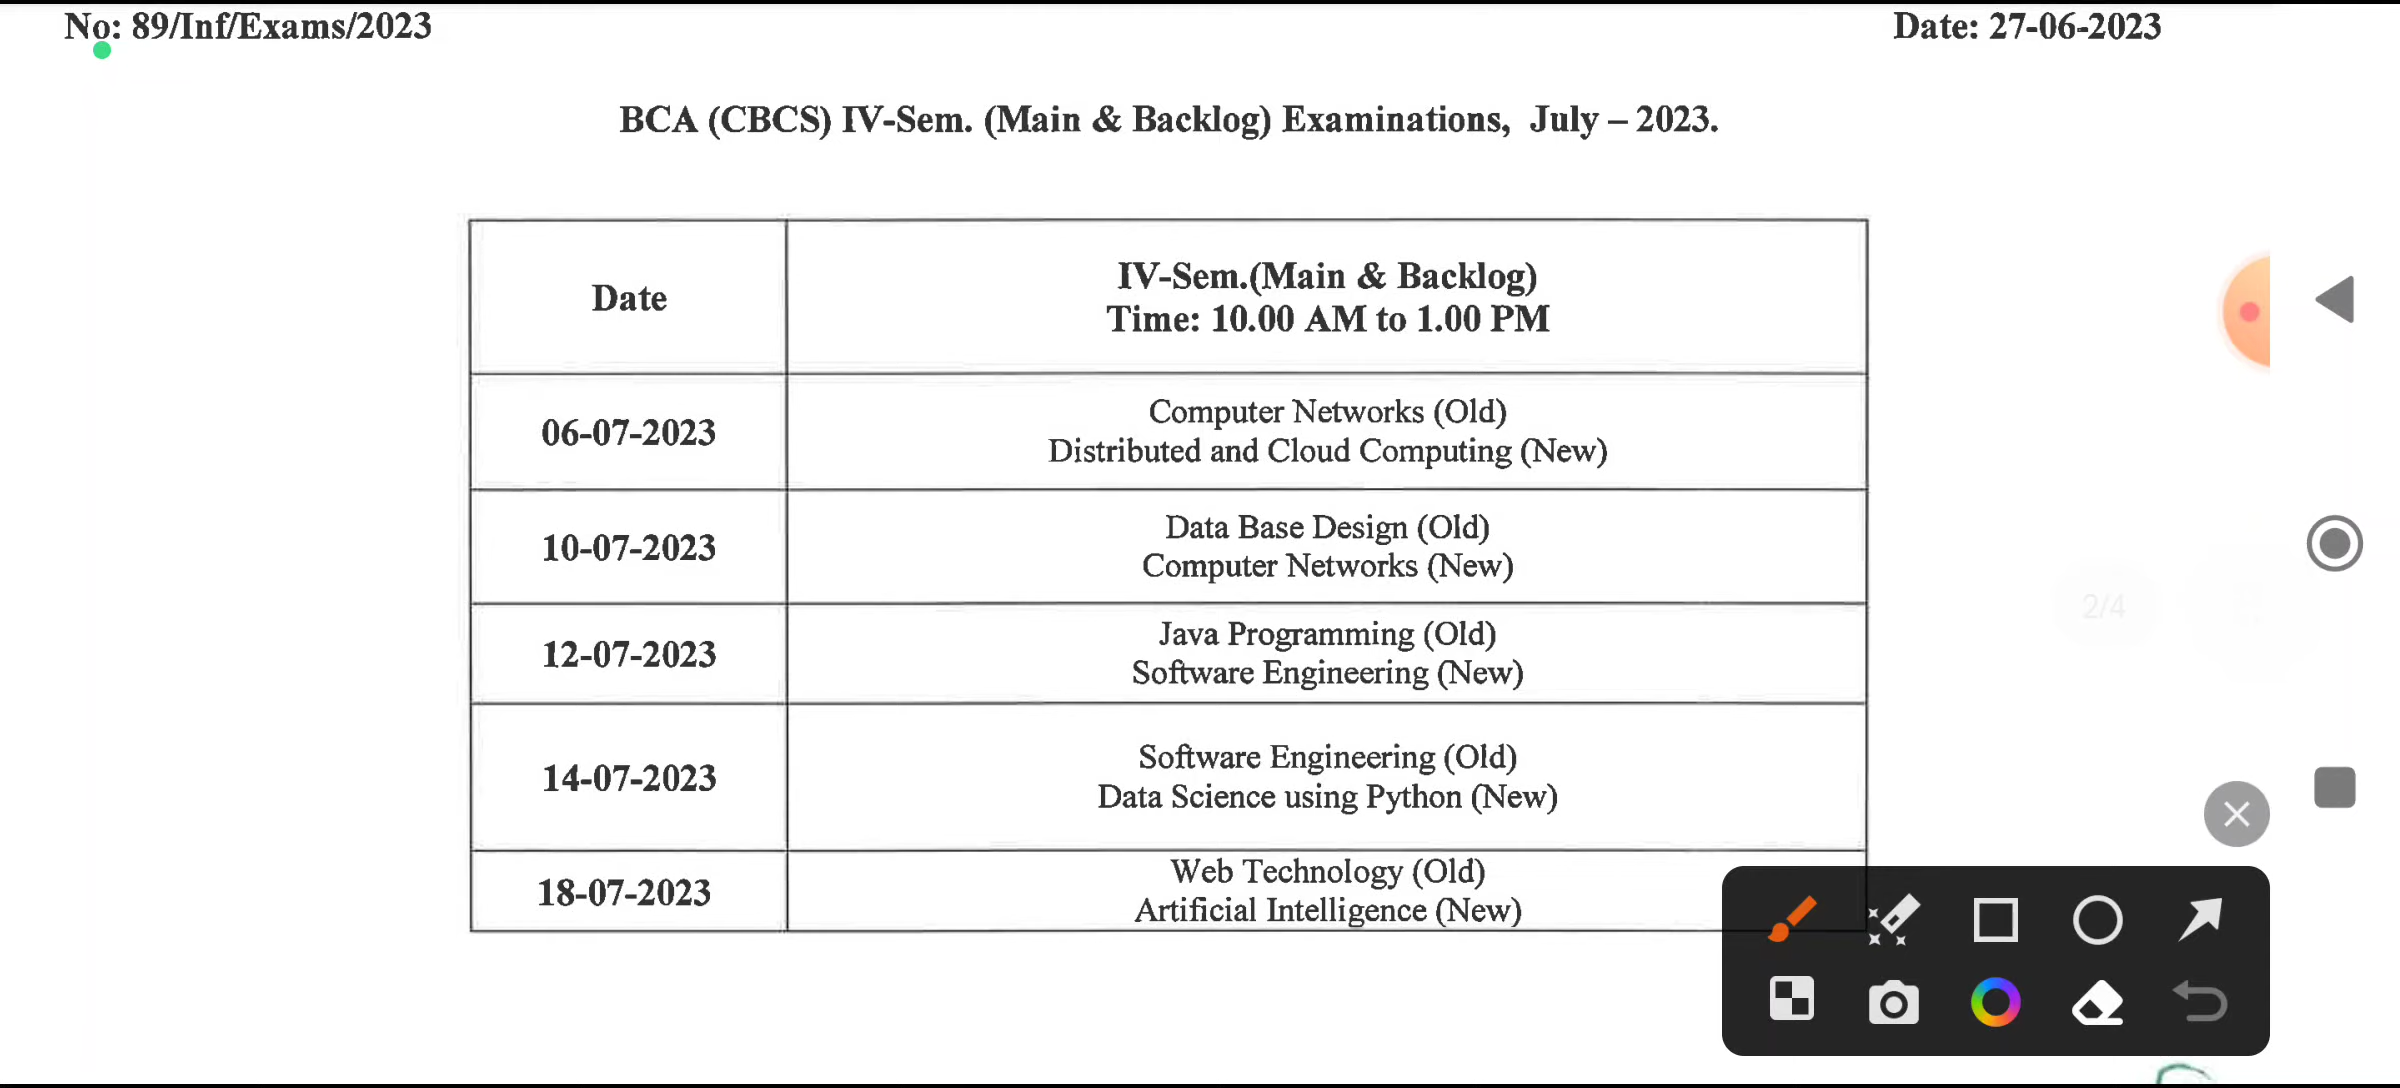 No: 89/Inf/Exams/2023
Date: 27-06-2023
BCA (CBCS) IV-Sem. (Main & Backlog) Examinations, July – 2023.
Date
IV-Sem.(Main & Backlog)
Time: 10.00 AM to 1.00 PM
06-07-2023
Computer Networks (Old)
Distributed and Cloud Computing (New)
10-07-2023
Data Base Design (Old)
Computer Networks (New)
12-07-2023
Java Programming (Old)
Software Engineering (New)
14-07-2023
Software Engineering (Old)
Data Science using Python (New)
18-07-2023
Web Technology (Old)
Artificial Intelligence (New)
2/4